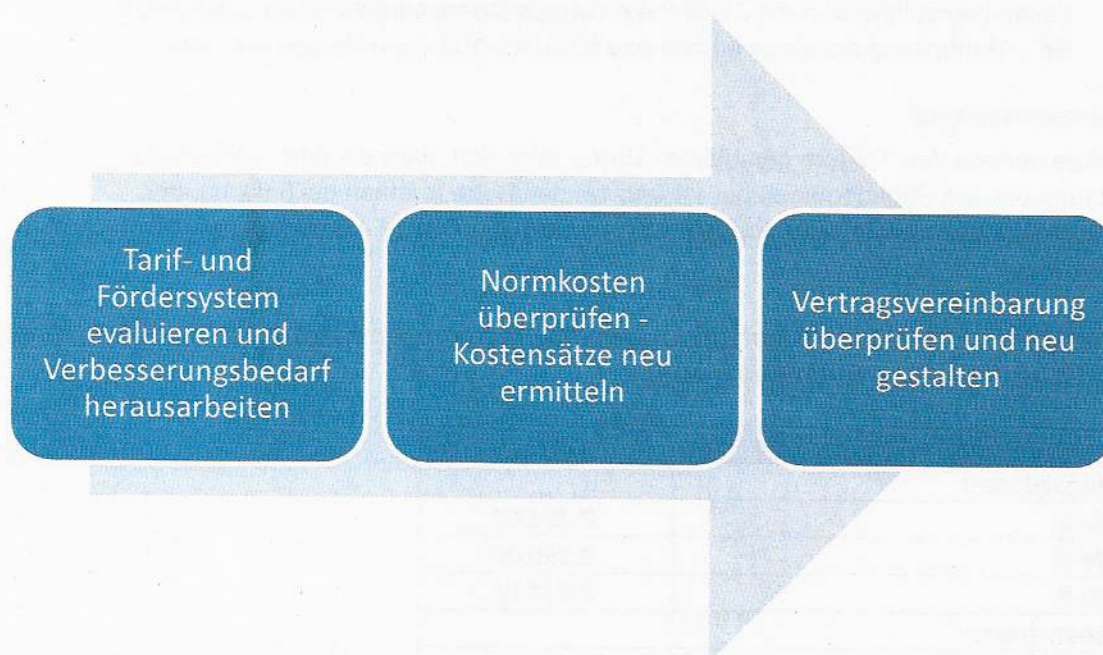 Tarif- und
Fördersystem
evaluieren und
Verbesserungsbedarf
herausarbeiten
Normkosten
überprüfen -
Kostensätze neu
ermitteln
Vertragsvereinbarung
überprüfen und neu
gestalten